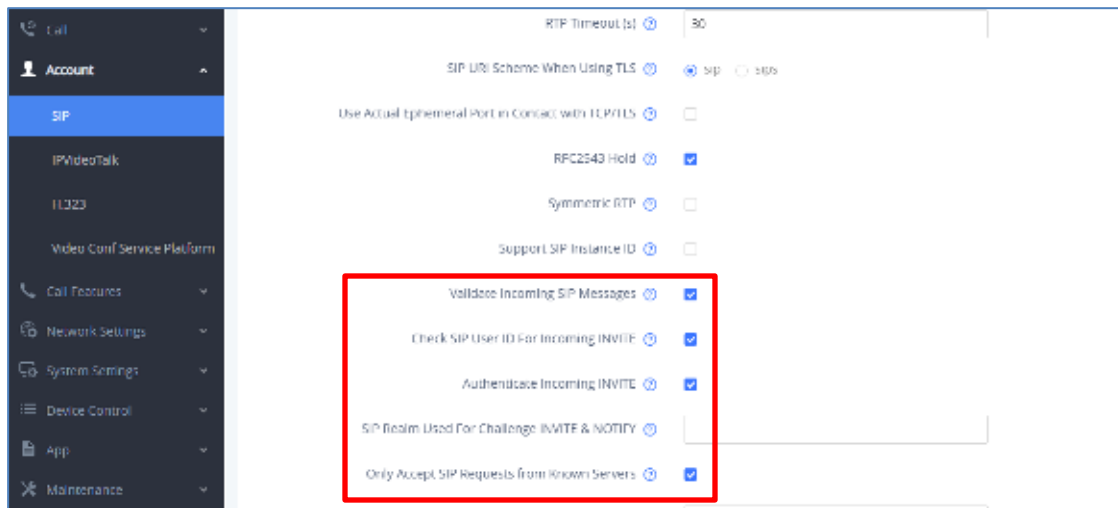 Call
Account
SIP
IPVideoTalk
H.323
Video Conf Service Platform
Call Features
Network Settings
System Settings
Device Control
App
Maintenance
RTP Timeout (s) 30
SIP URI Scheme When Using TLS sip sips
Use Actual Ephemeral Port in Contact with TCP/TLS
RFC2543 Hold
Symmetric RTP
Support SIP Instance ID
Validate Incoming SIP Messages
Check SIP User ID For Incoming INVITE
Authenticate Incoming INVITE
SIP Realm Used For Challenge INVITE & NOTIFY
Only Accept SIP Requests from Known Servers